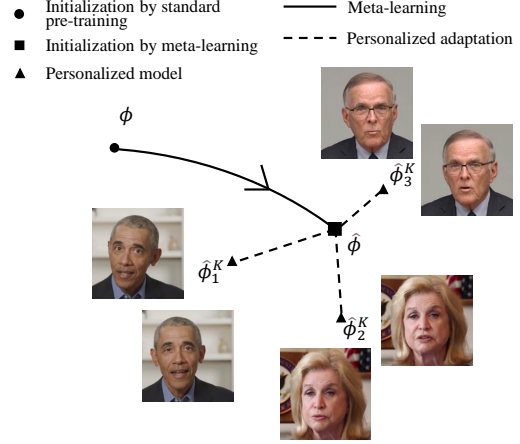 Initialization by standard
pre-training
Initialization by meta-learning
Personalized model
Meta-learning
Personalized adaptation
ϕ
ϕ̂
ϕ̂₁ᴷ
ϕ̂₂ᴷ
ϕ̂₃ᴷ